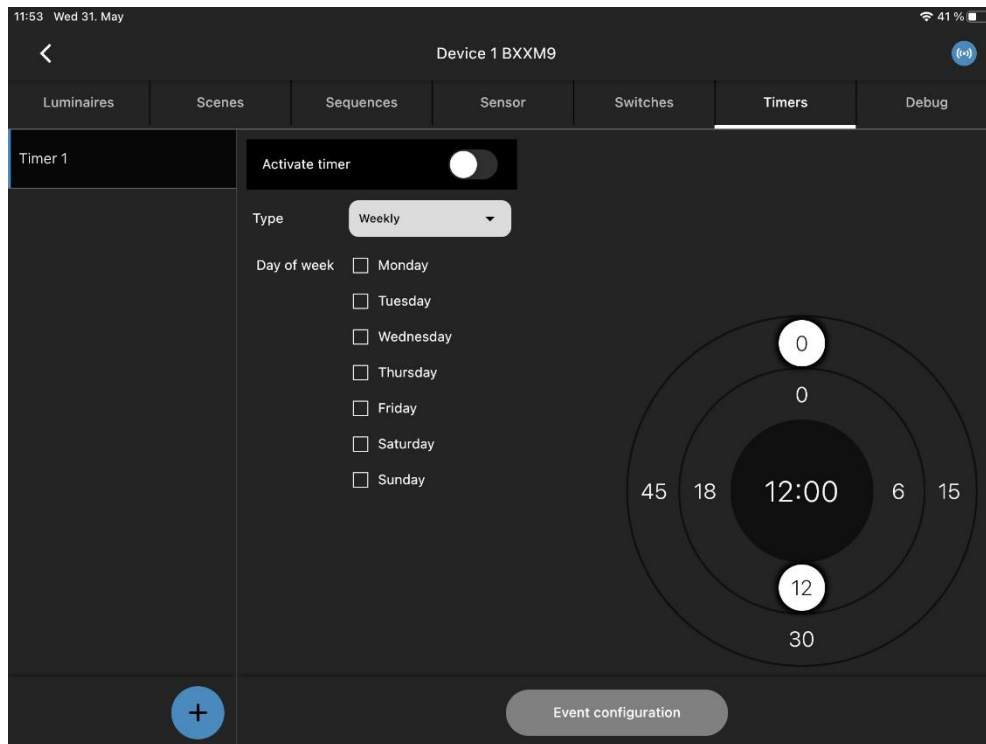 11:53 Wed 31. May 41 %
Device 1 BXXM9
Luminaires Scenes Sequences Sensor Switches Timers Debug
Timer 1
Activate timer
Type Weekly
Day of week Monday
Tuesday
Wednesday
Thursday
Friday
Saturday
Sunday
0
0
45 18 12:00 6 15
12
30
+ Event configuration